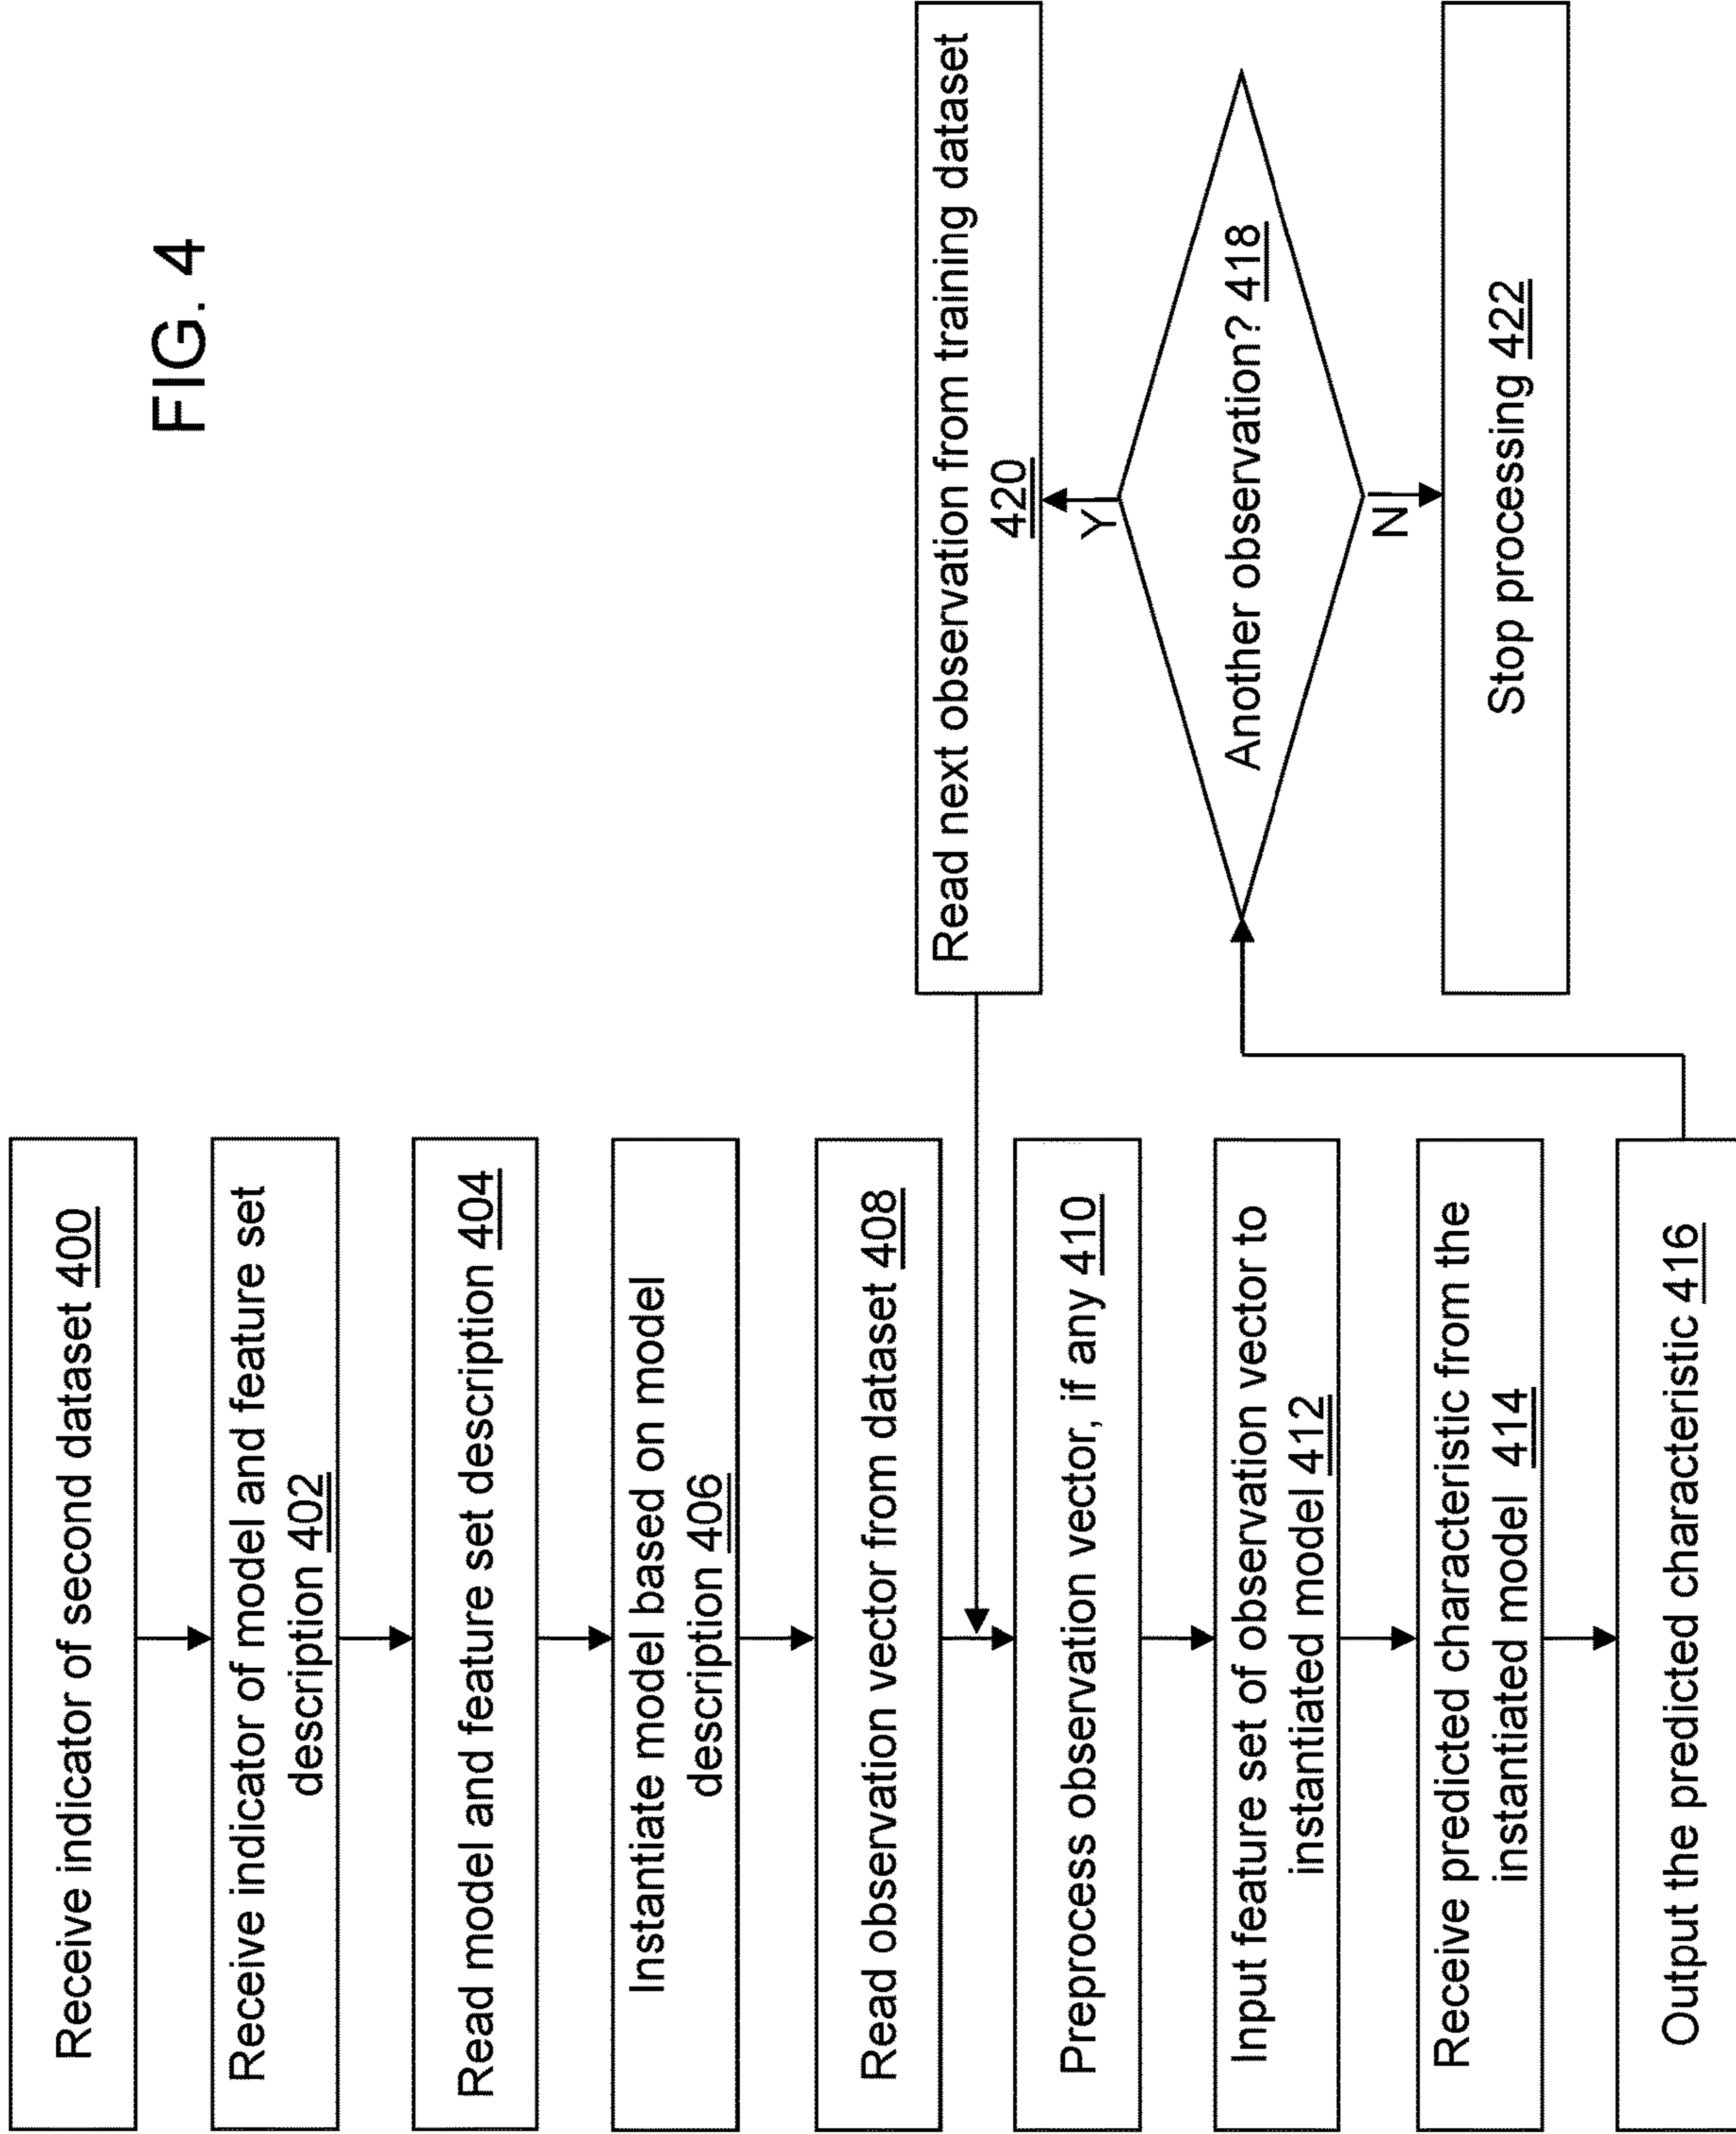 FIG. 4
Receive indicator of second dataset 400
Receive indicator of model and feature set
description 402
Read model and feature set description 404
Instantiate model based on model
description 406
Read observation vector from dataset 408
Preprocess observation vector, if any 410
Input feature set of observation vector to
instantiated model 412
Receive predicted characteristic from the
instantiated model 414
Output the predicted characteristic 416
Read next observation from training dataset
420
Y
Another observation? 418
N
Stop processing 422